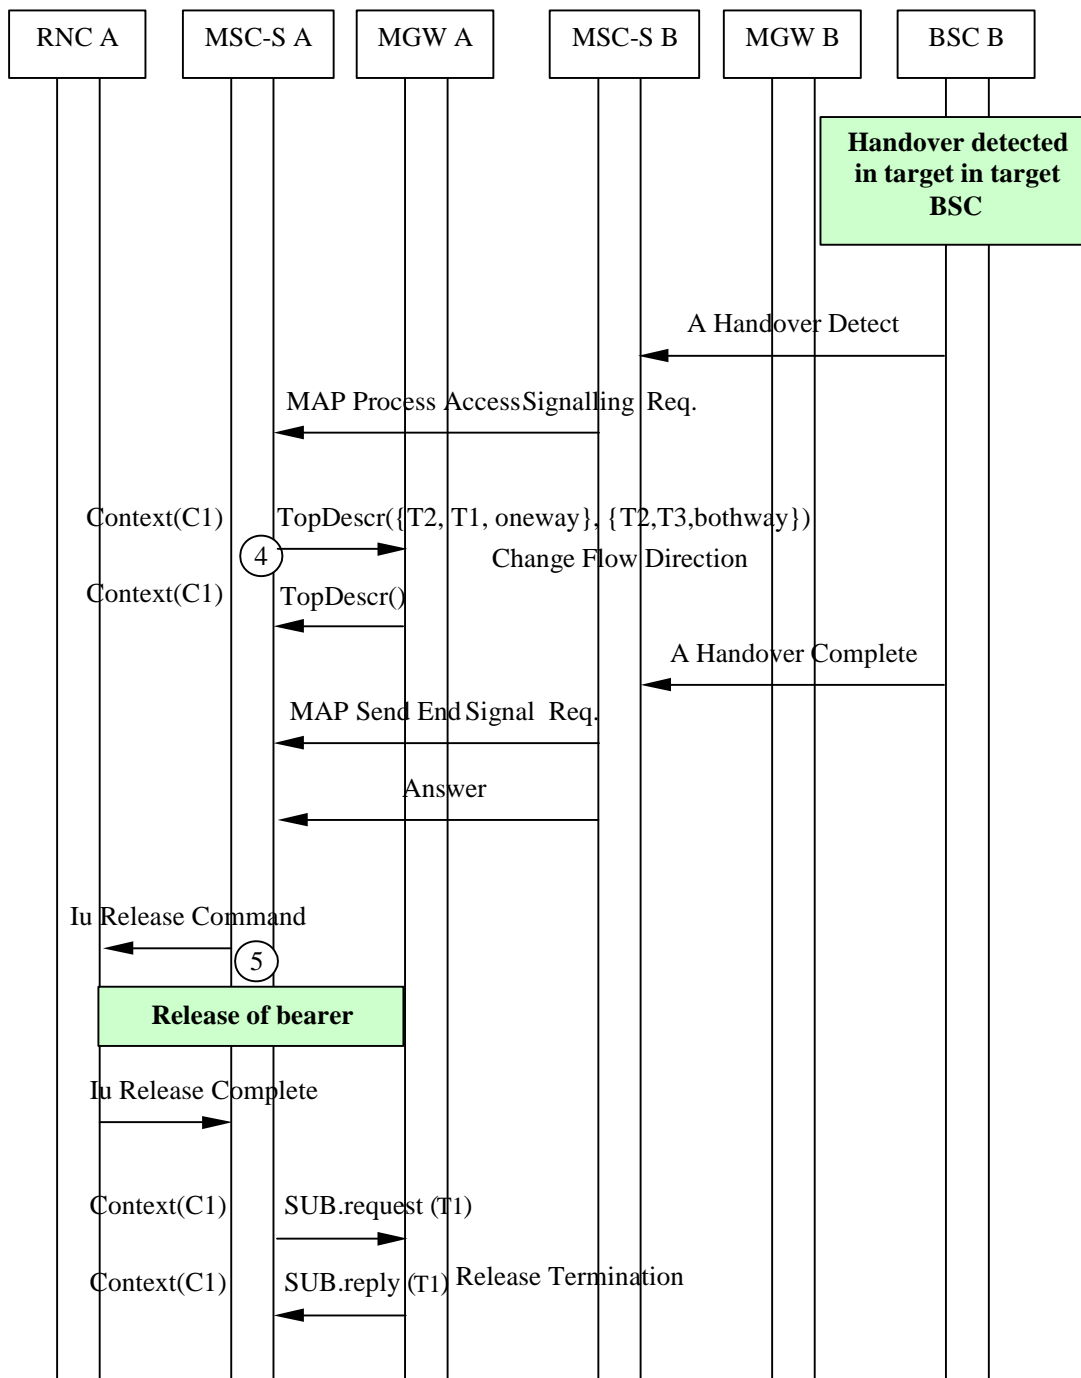 RNC A
MSC-S A
MGW A
MSC-S B
MGW B
BSC B
Handover detected
in target in target
BSC
A Handover Detect
MAP Process Access Signalling Req.
Context(C1)
TopDescr({T2, T1, oneway}, {T2,T3,bothway})
4
Change Flow Direction
Context(C1)
TopDescr()
A Handover Complete
MAP Send End Signal Req.
Answer
Iu Release Command
5
Release of bearer
Iu Release Complete
Context(C1)
SUB.request (T1)
Context(C1)
SUB.reply (T1)
Release Termination